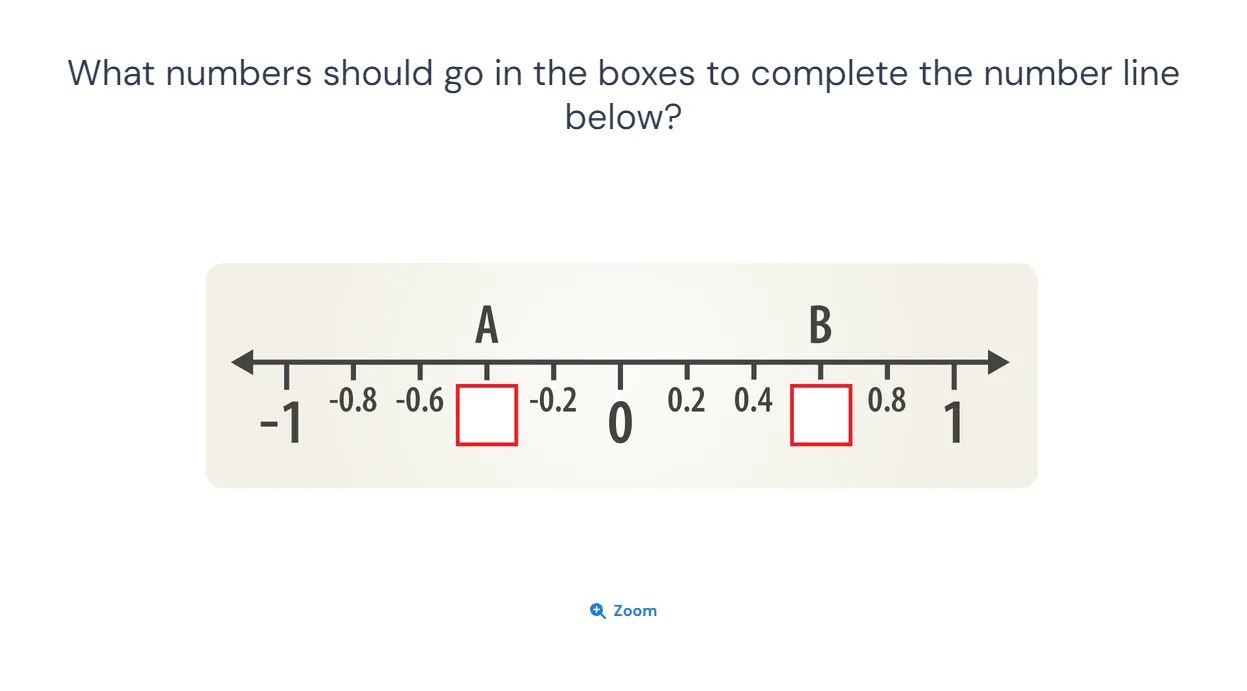 What numbers should go in the boxes to complete the number line
below?
A B
-1 -0.8 -0.6 -0.2 0 0.2 0.4 0.8 1
Zoom